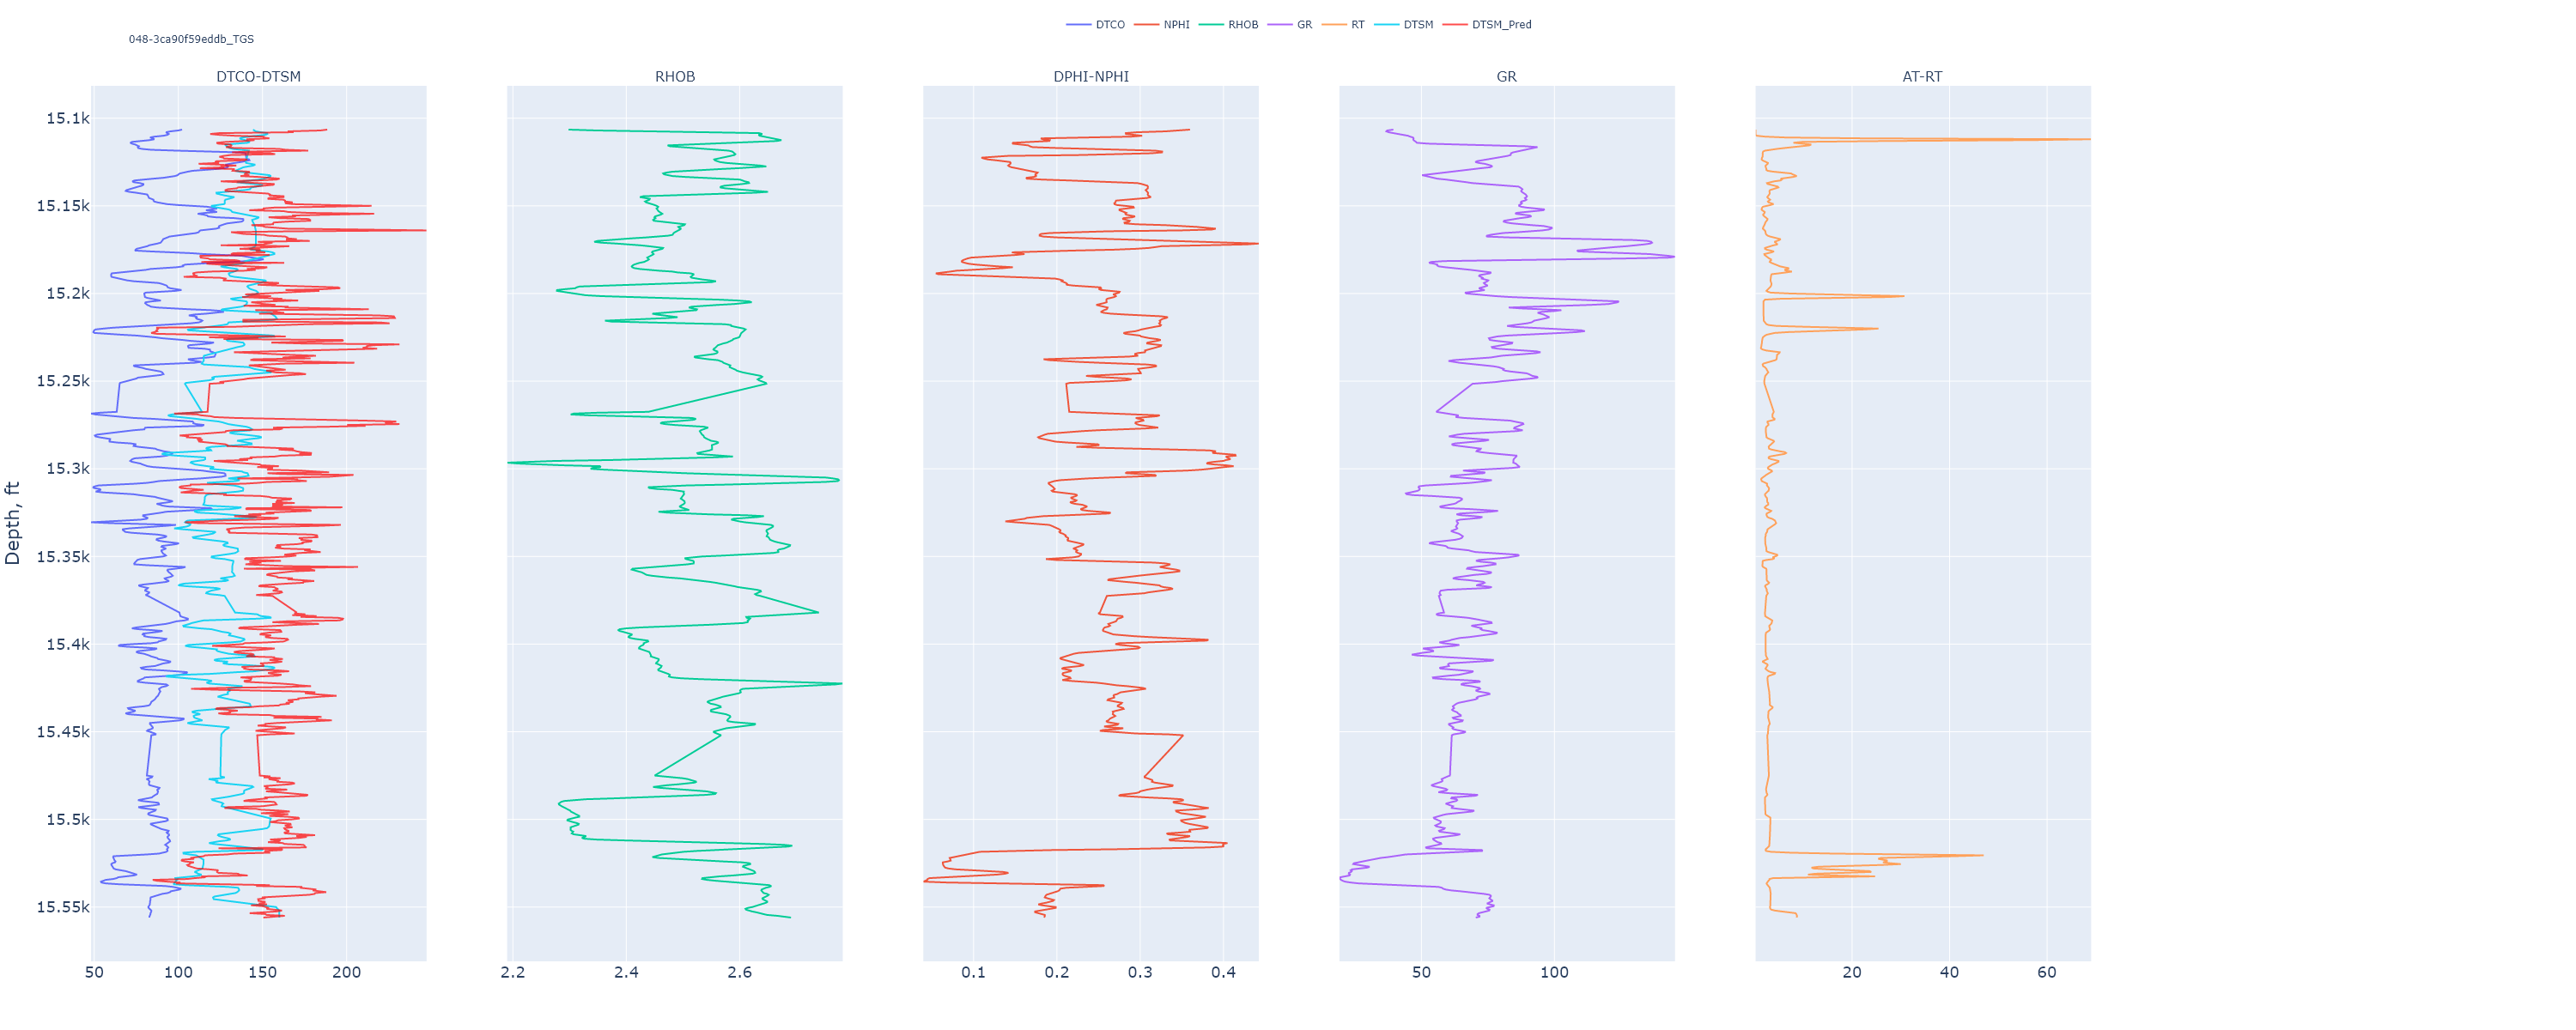 DTCO NPHI RHOB GR RT DTSM DTSM_Pred
048-3ca90f59eddb_TGS
DTCO-DTSM RHOB DPHI-NPHI GR AT-RT
Depth, ft
15.1k
15.15k
15.2k
15.25k
15.3k
15.35k
15.4k
15.45k
15.5k
15.55k
50 100 150 200 2.2 2.4 2.6 0.1 0.2 0.3 0.4 50 100 20 40 60